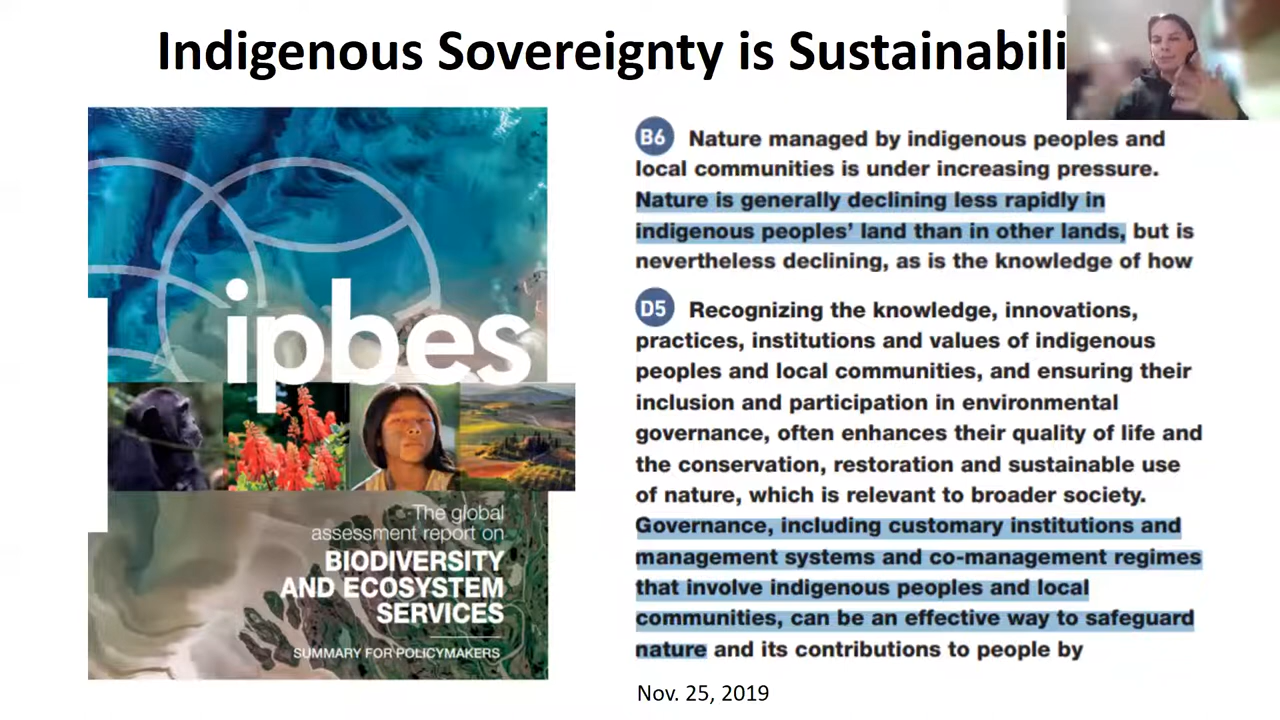 Indigenous Sovereignty is Sustainabili
ipbes
The global
assessment report on
BIODIVERSITY
AND ECOSYSTEM
SERVICES
SUMMARY FOR POLICYMAKERS
B6 Nature managed by indigenous peoples and
local communities is under increasing pressure.
Nature is generally declining less rapidly in
indigenous peoples’ land than in other lands, but is
nevertheless declining, as is the knowledge of how
D5 Recognizing the knowledge, innovations,
practices, institutions and values of indigenous
peoples and local communities, and ensuring their
inclusion and participation in environmental
governance, often enhances their quality of life and
the conservation, restoration and sustainable use
of nature, which is relevant to broader society.
Governance, including customary institutions and
management systems and co-management regimes
that involve indigenous peoples and local
communities, can be an effective way to safeguard
nature and its contributions to people by
Nov. 25, 2019